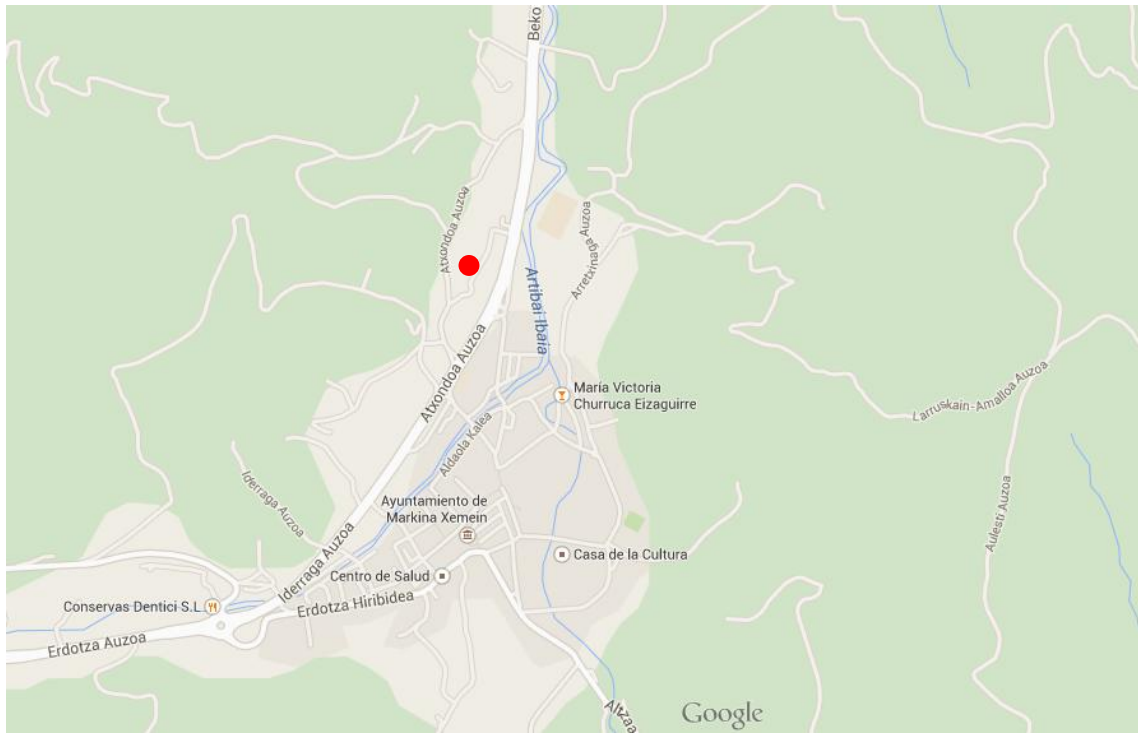 Beko
Atxondoa Auzoa
Arretxinaga Auzoa
Artibai Ibaia
Atxondoa Auzoa
María Victoria
Churruca Eizaguirre
Larruskain-Amalloa Auzoa
Aldaola Kalea
Iderraga Auzoa
Ayuntamiento de
Markina Xemein
Aulesti Auzoa
Casa de la Cultura
Iderraga Auzoa
Centro de Salud
Conservas Dentici S.L
Erdotza Hiribidea
Erdotza Auzoa
Altzaa
Google